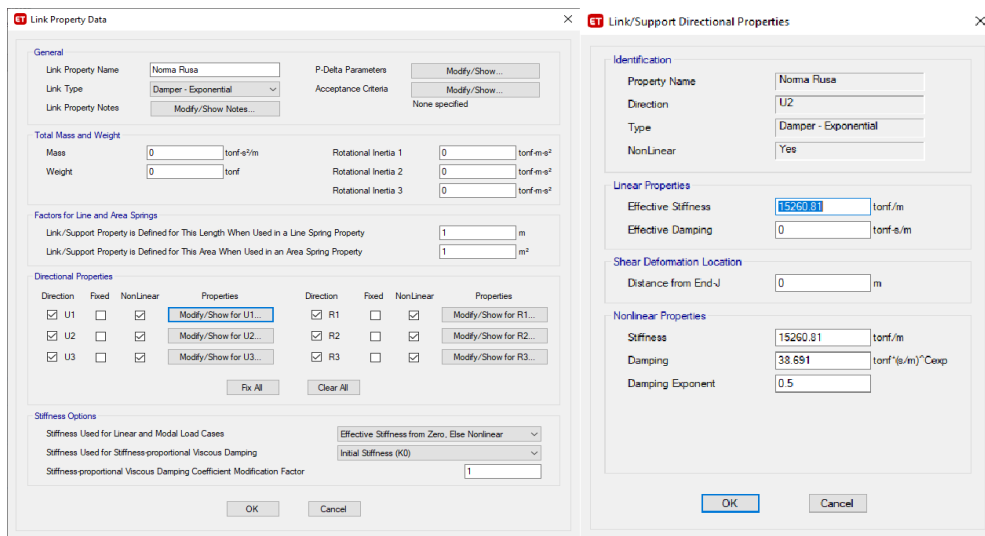 ET Link Property Data
General
Link Property Name Norma Rusa P-Delta Parameters Modify/Show...
Link Type Damper - Exponential Acceptance Criteria Modify/Show...
Link Property Notes Modify/Show Notes... None specified
Total Mass and Weight
Mass 0 tonf-s²/m Rotational Inertia 1 0 tonf-m-s²
Weight 0 tonf Rotational Inertia 2 0 tonf-m-s²
Rotational Inertia 3 0 tonf-m-s²
Factors for Line and Area Springs
Link/Support Property is Defined for This Length When Used in a Line Spring Property 1 m
Link/Support Property is Defined for This Area When Used in an Area Spring Property 1 m²
Directional Properties
Direction Fixed NonLinear Properties Direction Fixed NonLinear Properties
U1 Modify/Show for U1... R1 Modify/Show for R1...
U2 Modify/Show for U2... R2 Modify/Show for R2...
U3 Modify/Show for U3... R3 Modify/Show for R3...
Fix All Clear All
Stiffness Options
Stiffness Used for Linear and Modal Load Cases Effective Stiffness from Zero, Else Nonlinear
Stiffness Used for Stiffness-proportional Viscous Damping Initial Stiffness (K0)
Stiffness-proportional Viscous Damping Coefficient Modification Factor 1
OK Cancel
ET Link/Support Directional Properties
Identification
Property Name Norma Rusa
Direction U2
Type Damper - Exponential
NonLinear Yes
Linear Properties
Effective Stiffness 15260.81 tonf/m
Effective Damping 0 tonf-s/m
Shear Deformation Location
Distance from End-J 0 m
Nonlinear Properties
Stiffness 15260.81 tonf/m
Damping 38.691 tonf*(s/m)^Cexp
Damping Exponent 0.5
OK Cancel